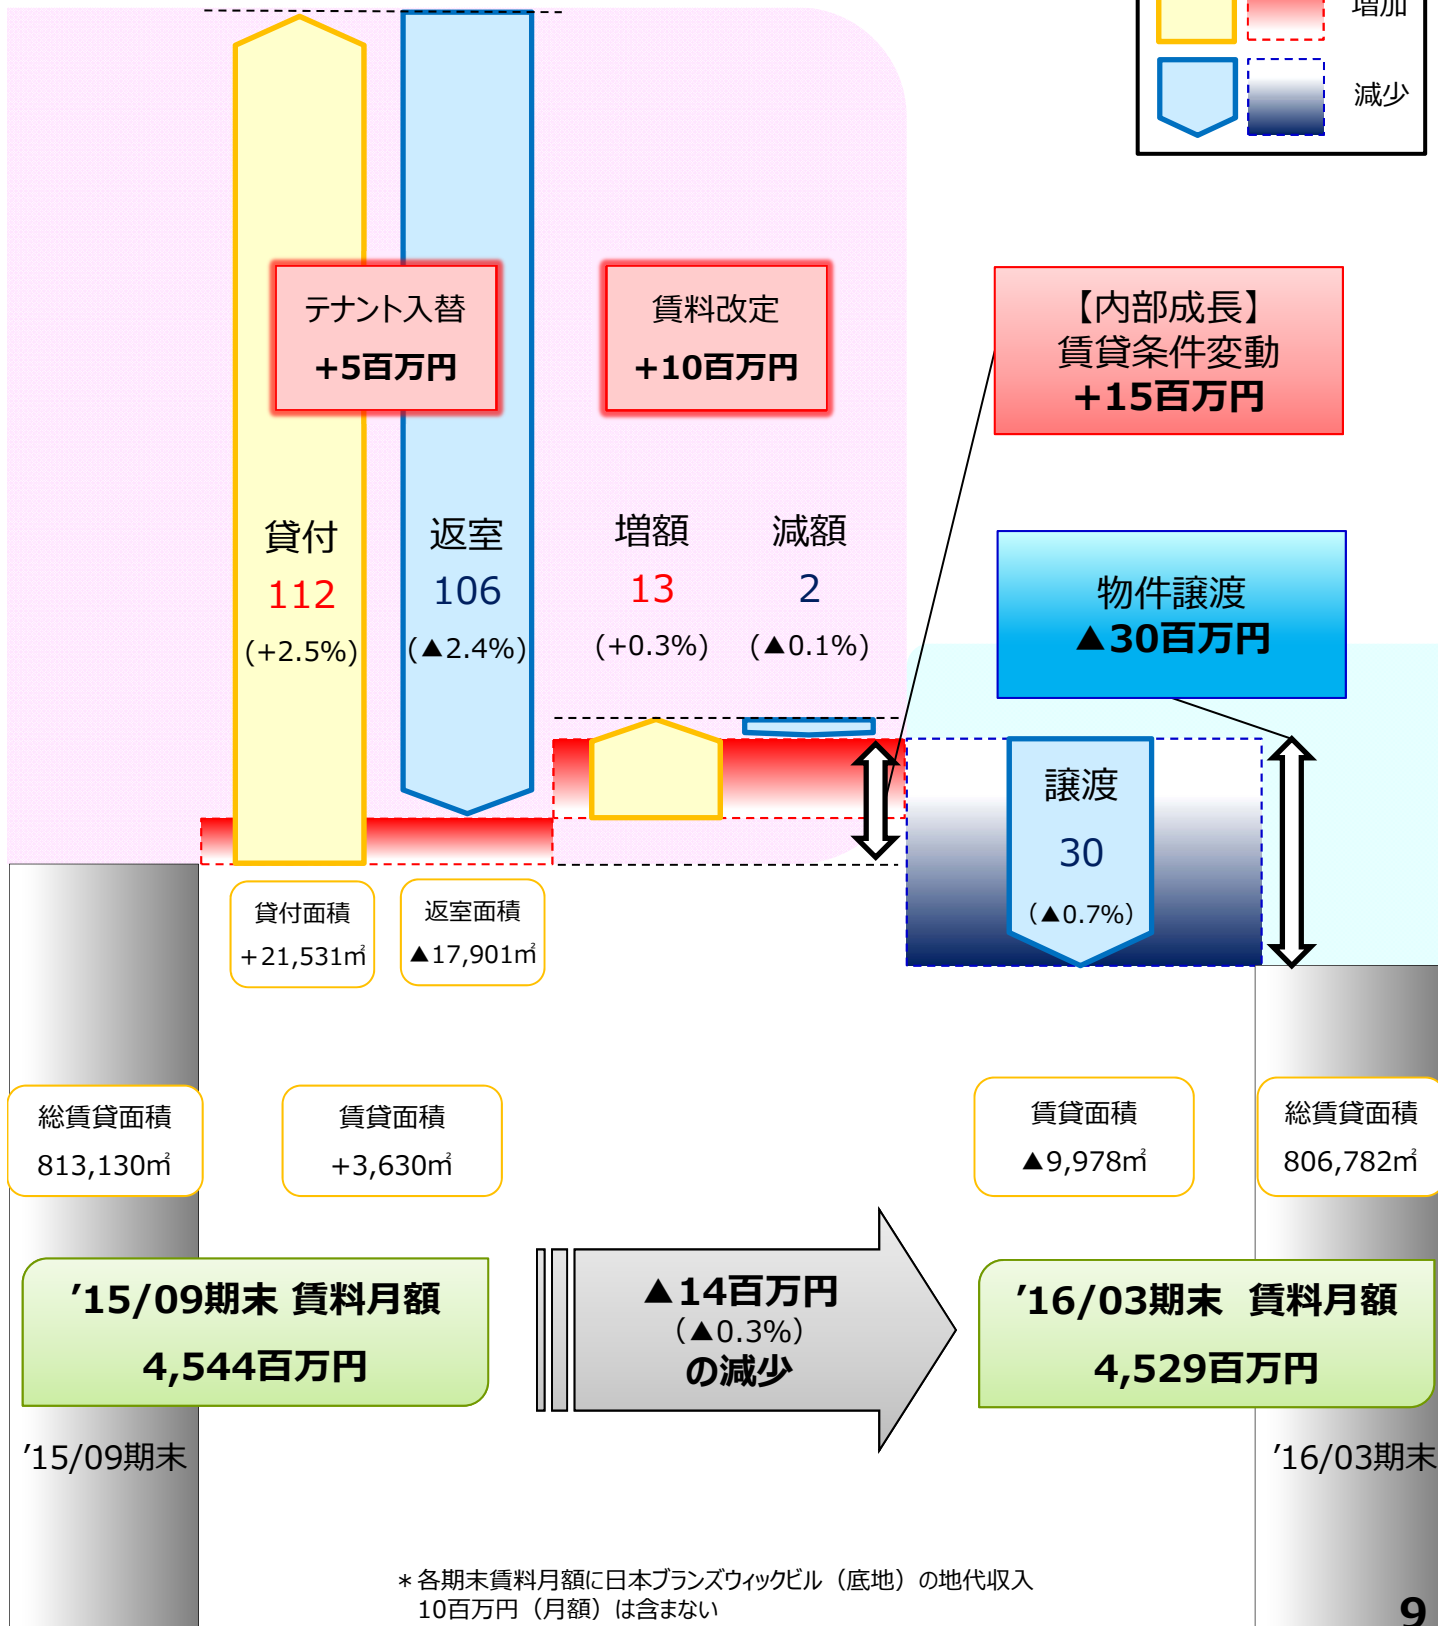 増加
減少
テナント入替
+5百万円
賃料改定
+10百万円
【内部成長】
賃貸条件変動
+15百万円
貸付
112
(+2.5%)
返室
106
(▲2.4%)
増額
13
(+0.3%)
減額
2
(▲0.1%)
物件譲渡
▲30百万円
譲渡
30
(▲0.7%)
貸付面積
+21,531㎡
返室面積
▲17,901㎡
総賃貸面積
813,130㎡
賃貸面積
+3,630㎡
賃貸面積
▲9,978㎡
総賃貸面積
806,782㎡
’15/09期末 賃料月額
4,544百万円
▲14百万円
(▲0.3%)
の減少
’16/03期末 賃料月額
4,529百万円
’15/09期末
’16/03期末
＊各期末賃料月額に日本ブランズウィックビル（底地）の地代収入
10百万円（月額）は含まない
9